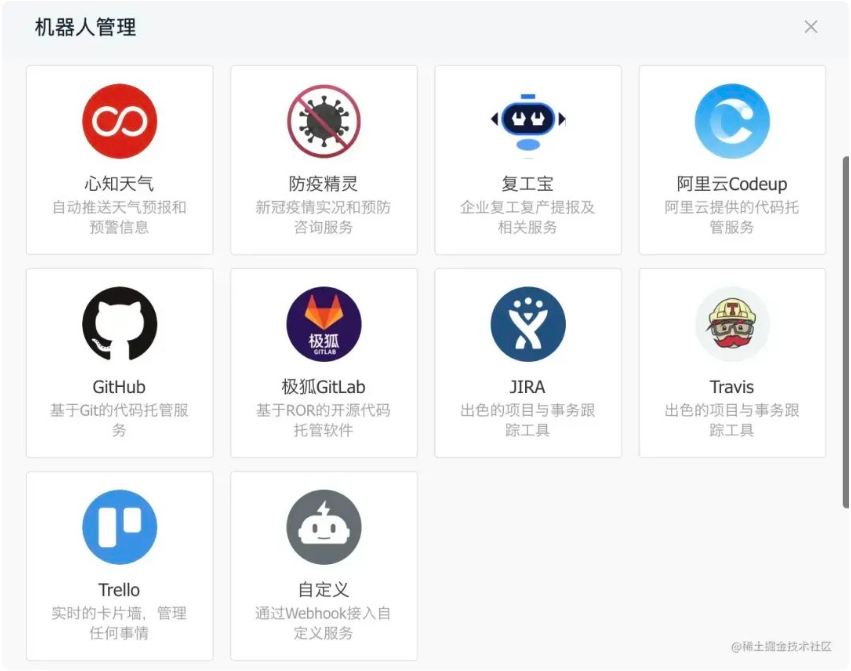 机器人管理
心知天气
自动推送天气预报和
预警信息
防疫精灵
新冠疫情实况和预防
咨询服务
复工宝
企业复工复产提报及
相关服务
阿里云Codeup
阿里云提供的代码托
管服务
GitHub
基于Git的代码托管服
务
极狐
GITLAB
极狐GitLab
基于ROR的开源代码
托管软件
JIRA
出色的项目与事务跟
踪工具
T
Travis
出色的项目与事务跟
踪工具
Trello
实时的卡片墙，管理
任何事情
自定义
通过Webhook接入自
定义服务
@稀土掘金技术社区